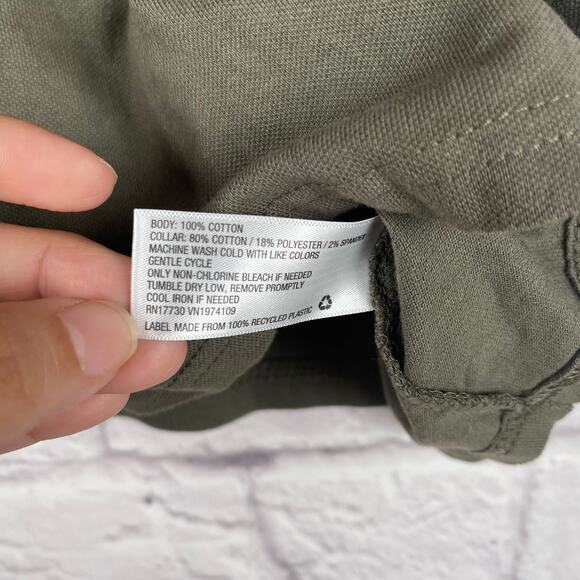 BODY: 100% COTTON
COLLAR: 80% COTTON / 18% POLYESTER / 2% SPANDEX
MACHINE WASH COLD WITH LIKE COLORS
GENTLE CYCLE
ONLY NON-CHLORINE BLEACH IF NEEDED
TUMBLE DRY LOW, REMOVE PROMPTLY
COOL IRON IF NEEDED
RN17730 VN1974109
LABEL MADE FROM 100% RECYCLED PLASTIC